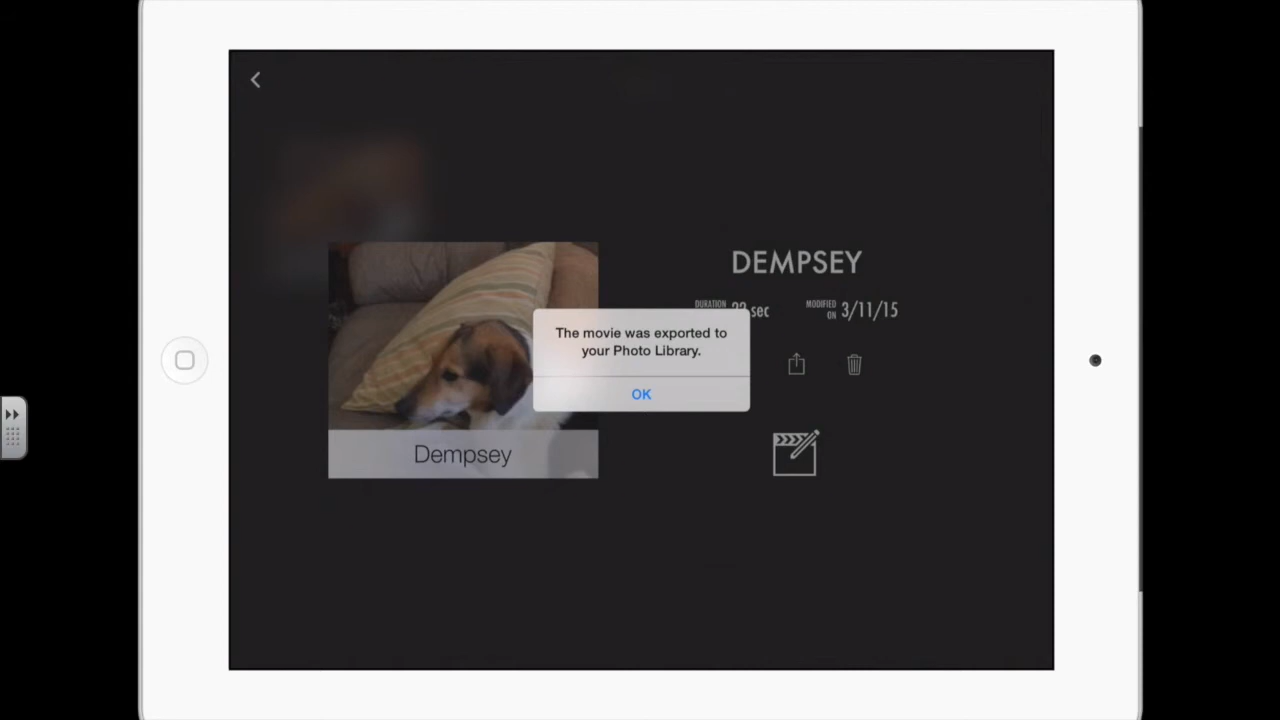 DEMPSEY
DURATION sec
MODIFIED
ON 3/11/15
The movie was exported to
your Photo Library.
OK
Dempsey